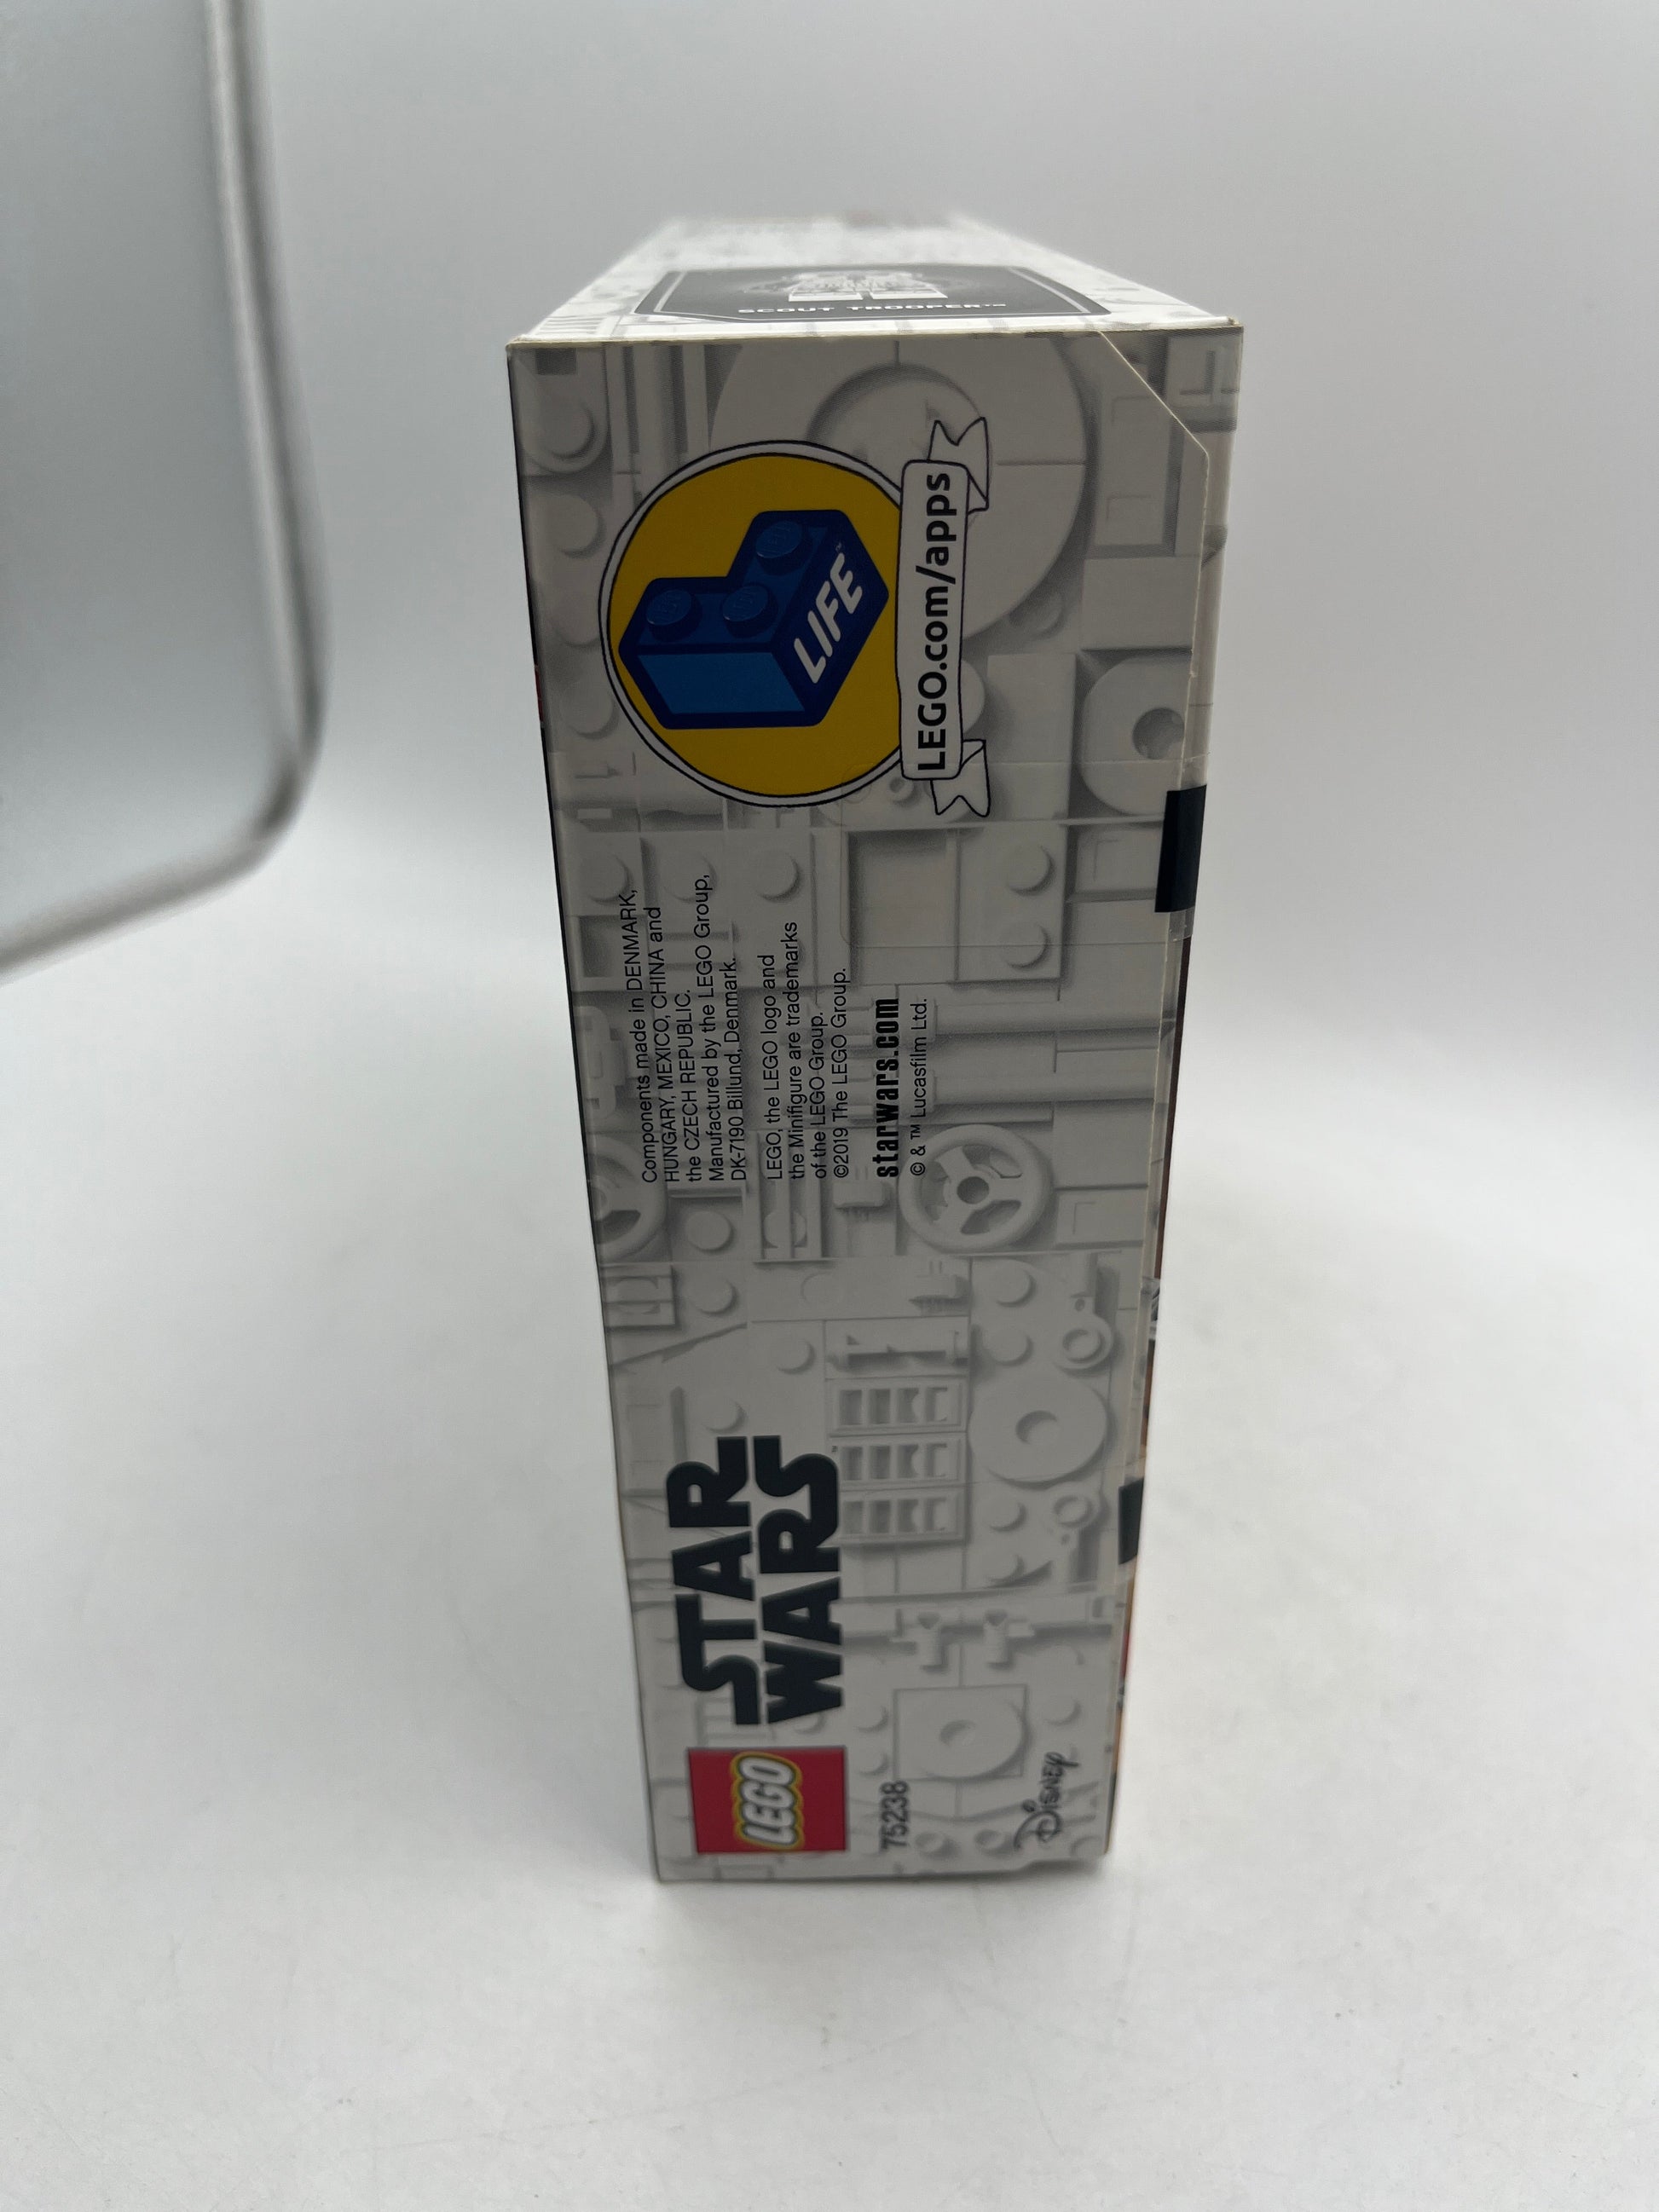 SCOUT TROOPER™
LIFE™
LEGO.com/apps
Components made in DENMARK,
HUNGARY, MEXICO, CHINA and
the CZECH REPUBLIC.
Manufactured by the LEGO Group,
DK-7190 Billund, Denmark.
LEGO, the LEGO logo and
the Minifigure are trademarks
of the LEGO Group.
©2019 The LEGO Group.
starwars.com
© & ™ Lucasfilm Ltd.
STAR
WARS
LEGO
75238
Disney